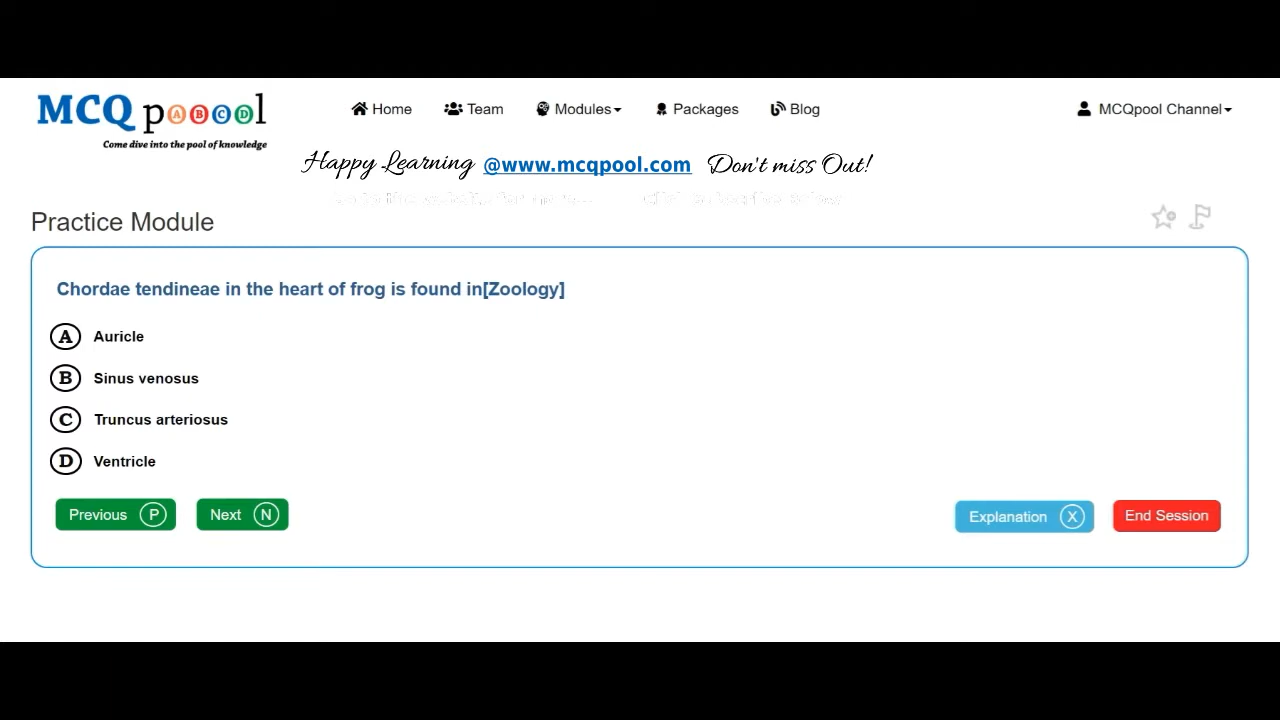 MCQ pooool
Come dive into the pool of knowledge
Home Team Modules Packages Blog MCQpool Channel
Happy Learning @www.mcqpool.com Don't miss Out!
Practice Module
Chordae tendineae in the heart of frog is found in[Zoology]
A Auricle
B Sinus venosus
C Truncus arteriosus
D Ventricle
Previous P Next N Explanation X End Session